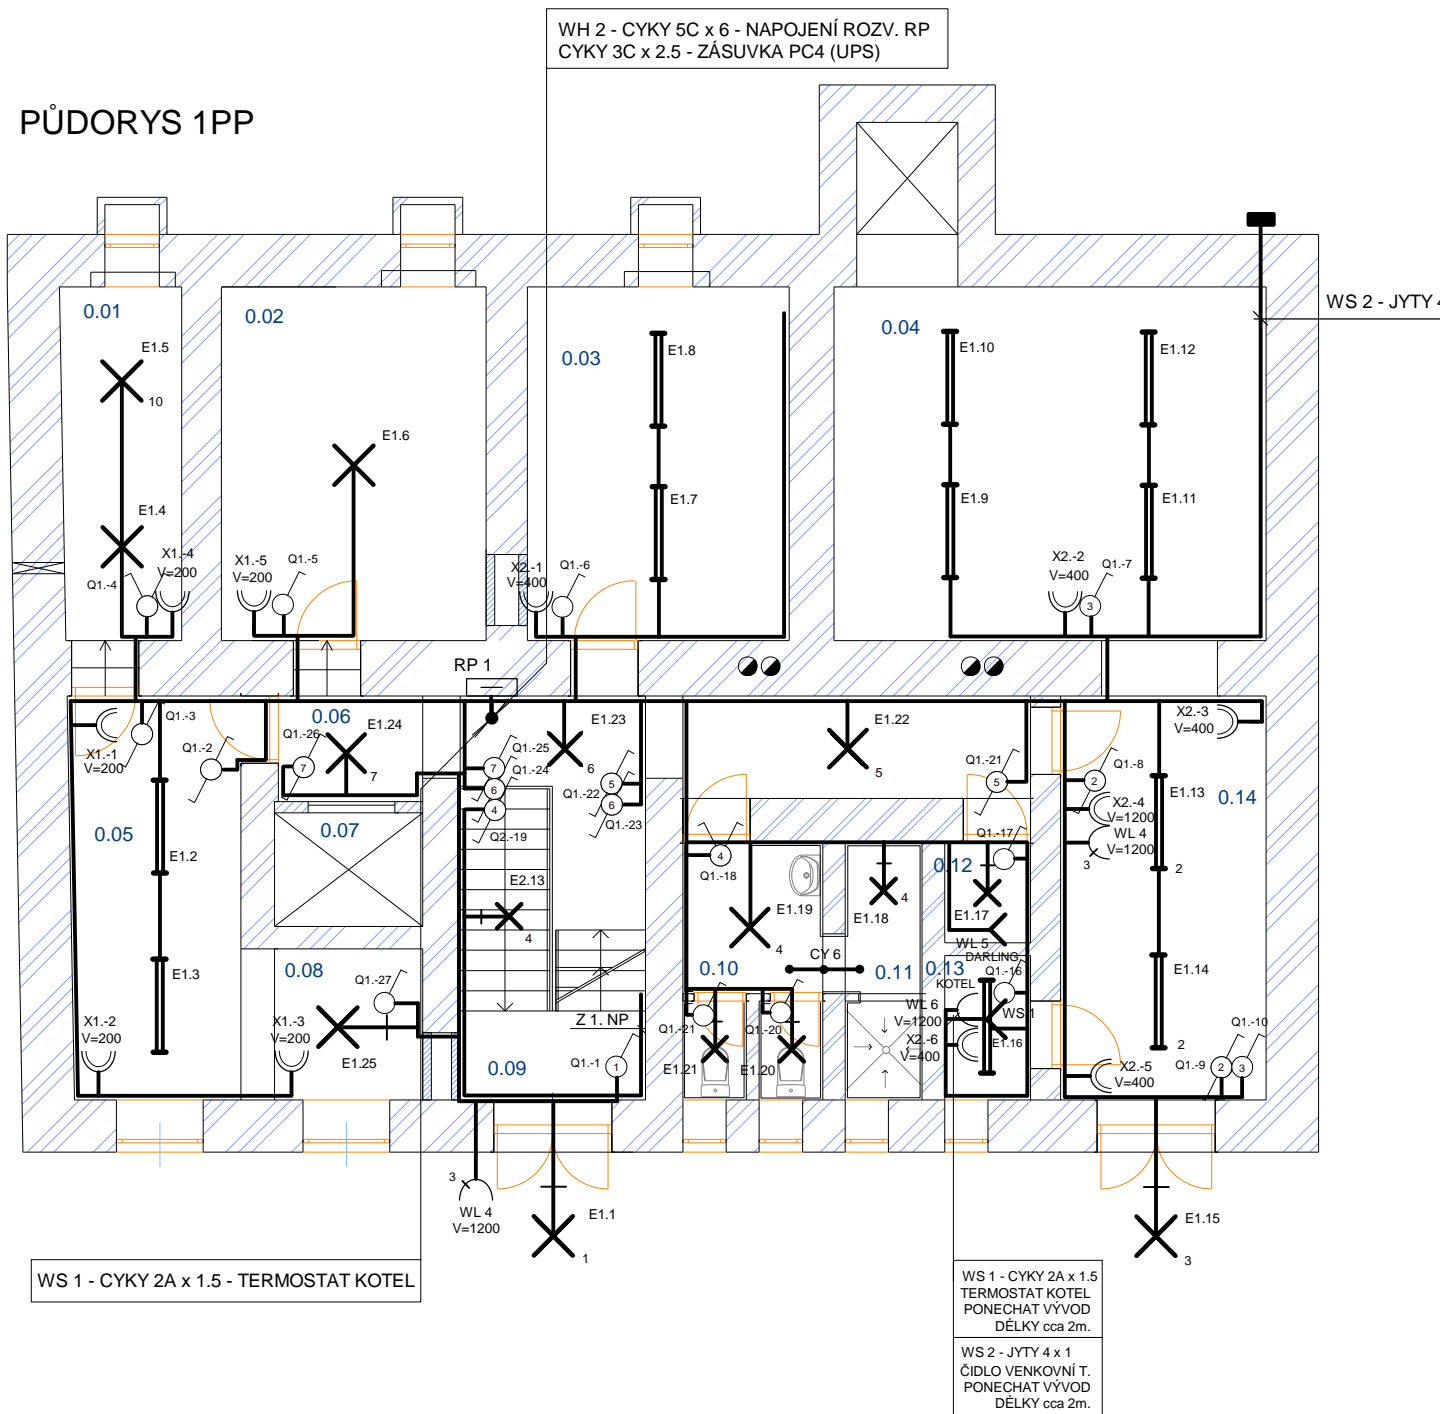 WH 2 - CYKY 5C x 6 - NAPOJENÍ ROZV. RP
CYKY 3C x 2.5 - ZÁSUVKA PC4 (UPS)
PŮDORYS 1PP
WS 2 - JYTY 4
0.01
0.02
0.03
0.04
E1.5
10
E1.4
X1.-4
V=200
Q1.-4
E1.6
X1.-5
V=200
Q1.-5
E1.8
E1.7
X2.-1
V=400
Q1.-6
E1.10
E1.12
E1.9
E1.11
X2.-2
V=400
Q1.-7
3
RP 1
Q1.-3
X1.-1
V=200
Q1.-2
0.05
E1.2
E1.3
X1.-2
V=200
0.06
E1.24
Q1.-26
7
7
0.07
0.08
Q1.-27
X1.-3
V=200
E1.25
E1.23
6
Q1.-25
7
Q1.-24
6
4
Q2.-19
5
Q1.-22
6
Q1.-23
E2.13
4
Z 1. NP
0.09
Q1.-1
1
E1.22
5
Q1.-21
5
Q1.-17
4
Q1.-18
E1.19
4
CY 6
0.10
Q1.-21
Q1.-20
E1.21
E1.20
E1.18
4
0.11
0.12
E1.17
WL 5
DARLING
0.13
Q1.-16
KOTEL
WL 6
V=1200
WS 1
X2.-6
V=400
E1.16
X2.-3
V=400
Q1.-8
2
X2.-4
V=1200
WL 4
V=1200
3
E1.13
2
0.14
E1.14
2
Q1.-10
X2.-5
V=400
Q1.-9
2
3
3
WL 4
V=1200
E1.1
1
E1.15
3
WS 1 - CYKY 2A x 1.5 - TERMOSTAT KOTEL
WS 1 - CYKY 2A x 1.5
TERMOSTAT KOTEL
PONECHAT VÝVOD
DÉLKY cca 2m.
WS 2 - JYTY 4 x 1
ČIDLO VENKOVNÍ T.
PONECHAT VÝVOD
DÉLKY cca 2m.